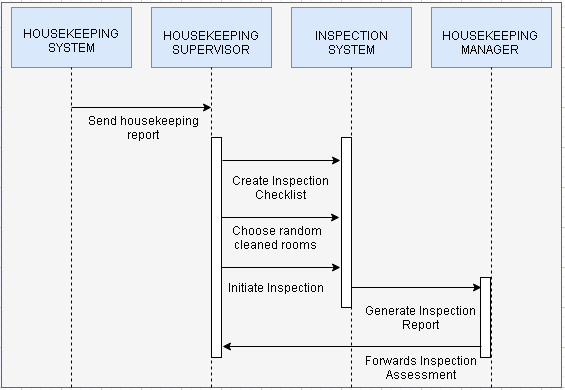 HOUSEKEEPING
SYSTEM
HOUSEKEEPING
SUPERVISOR
INSPECTION
SYSTEM
HOUSEKEEPING
MANAGER
Send housekeeping
report
Create Inspection
Checklist
Choose random
cleaned rooms
Initiate Inspection
Generate Inspection
Report
Forwards Inspection
Assessment